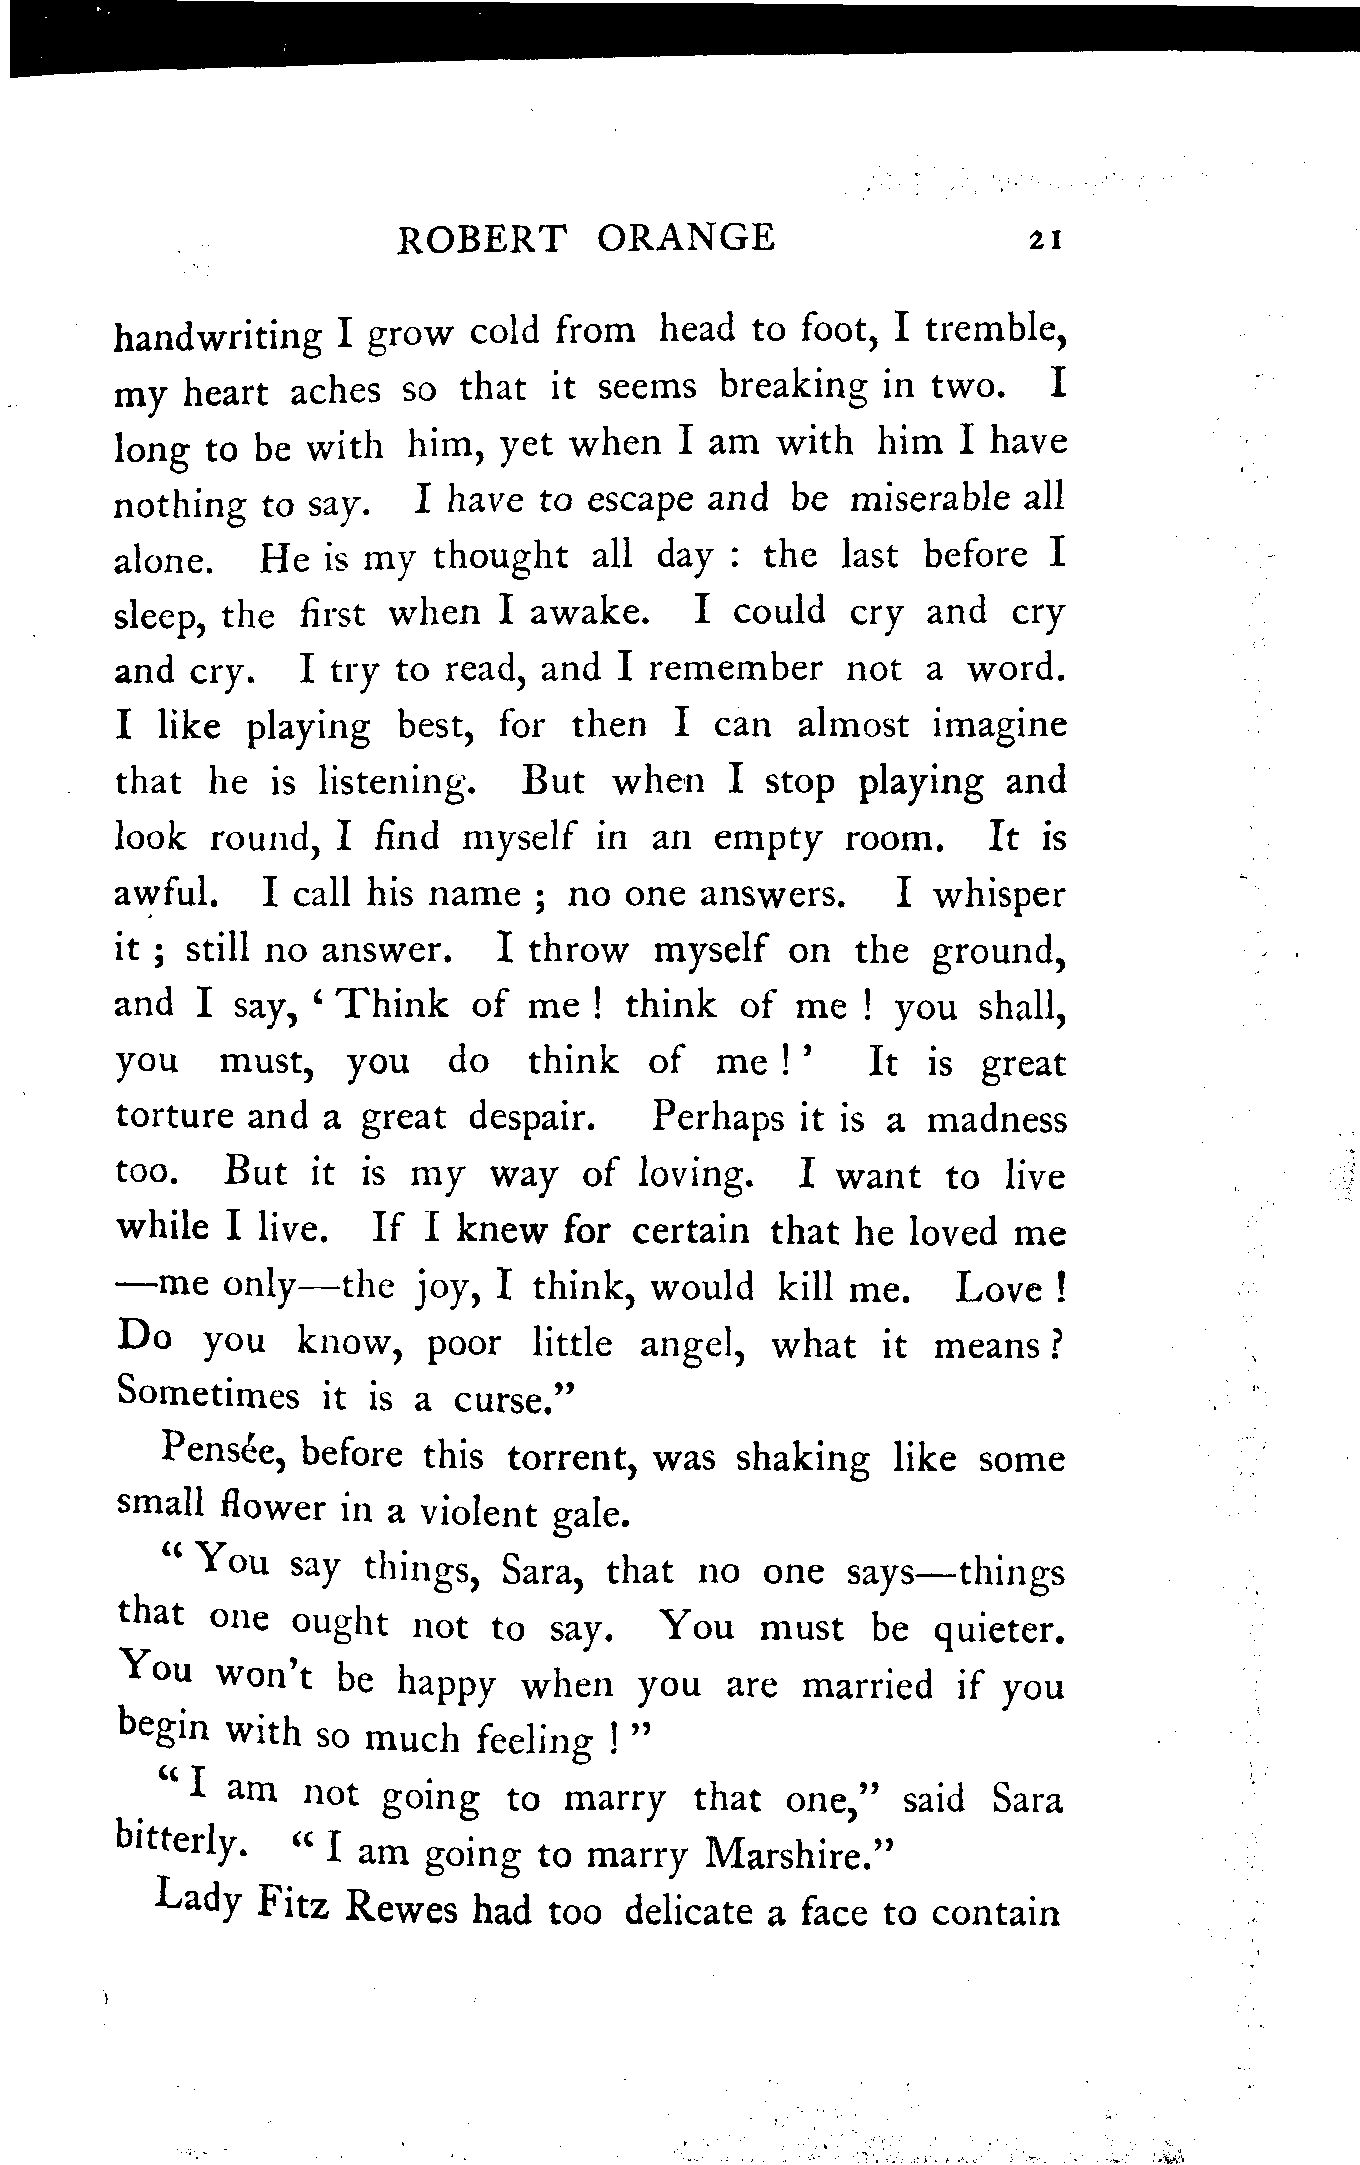 ROBERT ORANGE 21
handwriting I grow cold from head to foot, I tremble,
my heart aches so that it seems breaking in two. I
long to be with him, yet when I am with him I have
nothing to say. I have to escape and be miserable all
alone. He is my thought all day : the last before I
sleep, the first when I awake. I could cry and cry
and cry. I try to read, and I remember not a word.
I like playing best, for then I can almost imagine
that he is listening. But when I stop playing and
look round, I find myself in an empty room. It is
awful. I call his name ; no one answers. I whisper
it ; still no answer. I throw myself on the ground,
and I say, ‘ Think of me ! think of me ! you shall,
you must, you do think of me ! ’ It is great
torture and a great despair. Perhaps it is a madness
too. But it is my way of loving. I want to live
while I live. If I knew for certain that he loved me
—me only—the joy, I think, would kill me. Love !
Do you know, poor little angel, what it means ?
Sometimes it is a curse.”
Pensée, before this torrent, was shaking like some
small flower in a violent gale.
“ You say things, Sara, that no one says—things
that one ought not to say. You must be quieter.
You won’t be happy when you are married if you
begin with so much feeling ! ”
“ I am not going to marry that one,” said Sara
bitterly. “ I am going to marry Marshire.”
Lady Fitz Rewes had too delicate a face to contain